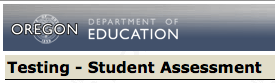 OREGON
DEPARTMENT OF
EDUCATION
Testing - Student Assessment